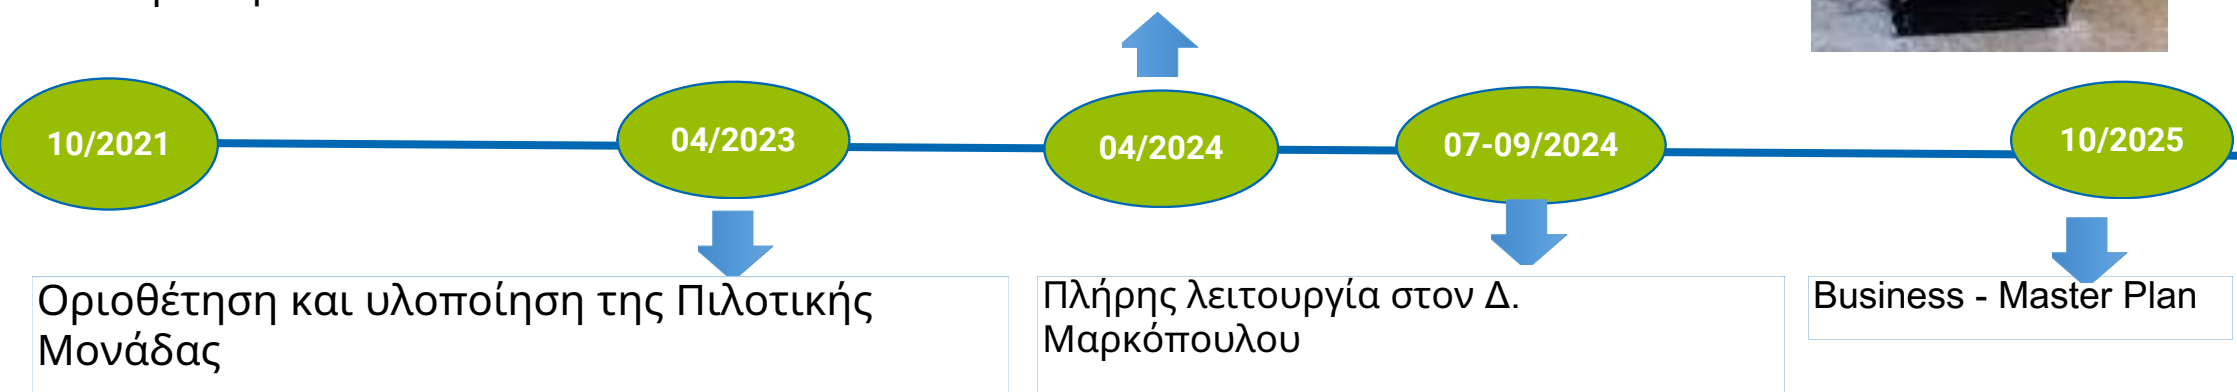 10/2021
04/2023
04/2024
07-09/2024
10/2025
Οριοθέτηση και υλοποίηση της Πιλοτικής
Μονάδας
Πλήρης λειτουργία στον Δ.
Μαρκόπουλου
Business - Master Plan